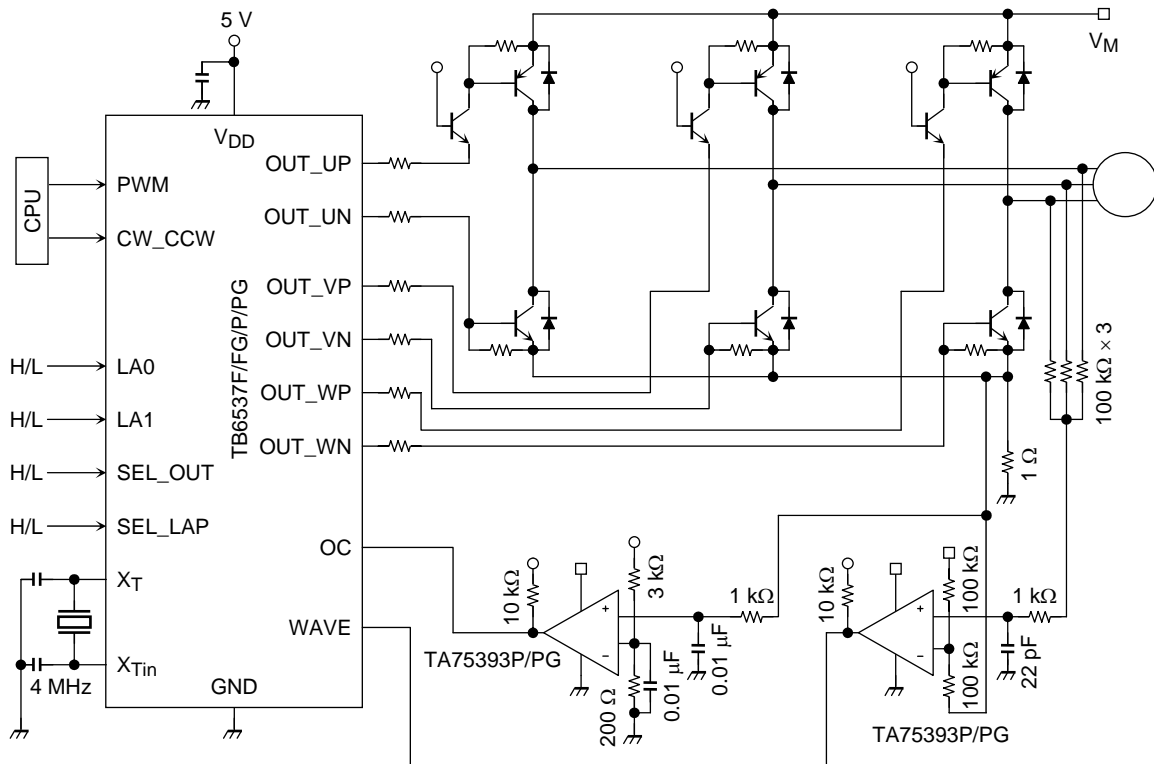 5 V
V_M
V_DD
OUT_UP
PWM
OUT_UN
CPU
CW_CCW
OUT_VP
TB6537F/FG/P/PG
OUT_VN
H/L
LA0
100 kΩ × 3
OUT_WP
H/L
LA1
OUT_WN
H/L
SEL_OUT
1 Ω
H/L
SEL_LAP
OC
X_T
10 kΩ
3 kΩ
1 kΩ
10 kΩ
100 kΩ
1 kΩ
WAVE
+
−
+
−
TA75393P/PG
0.01 μF
0.01 μF
22 pF
X_Tin
4 MHz
GND
200 Ω
100 kΩ
TA75393P/PG